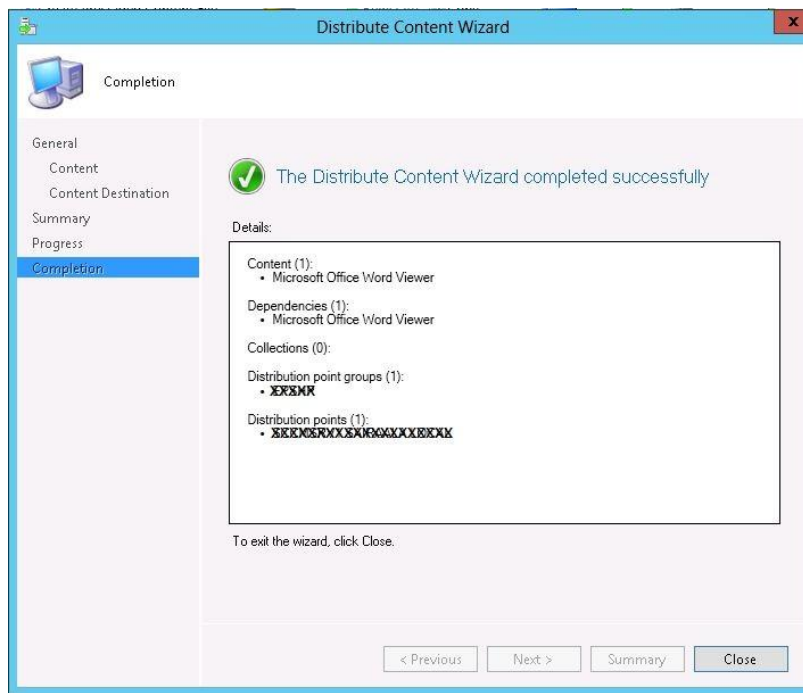 Distribute Content Wizard
x
Completion
General
Content
Content Destination
Summary
Progress
Completion
The Distribute Content Wizard completed successfully
Details:
Content (1):
• Microsoft Office Word Viewer
Dependencies (1):
• Microsoft Office Word Viewer
Collections (0):
Distribution point groups (1):
Distribution points (1):
To exit the wizard, click Close.
< Previous
Next >
Summary
Close